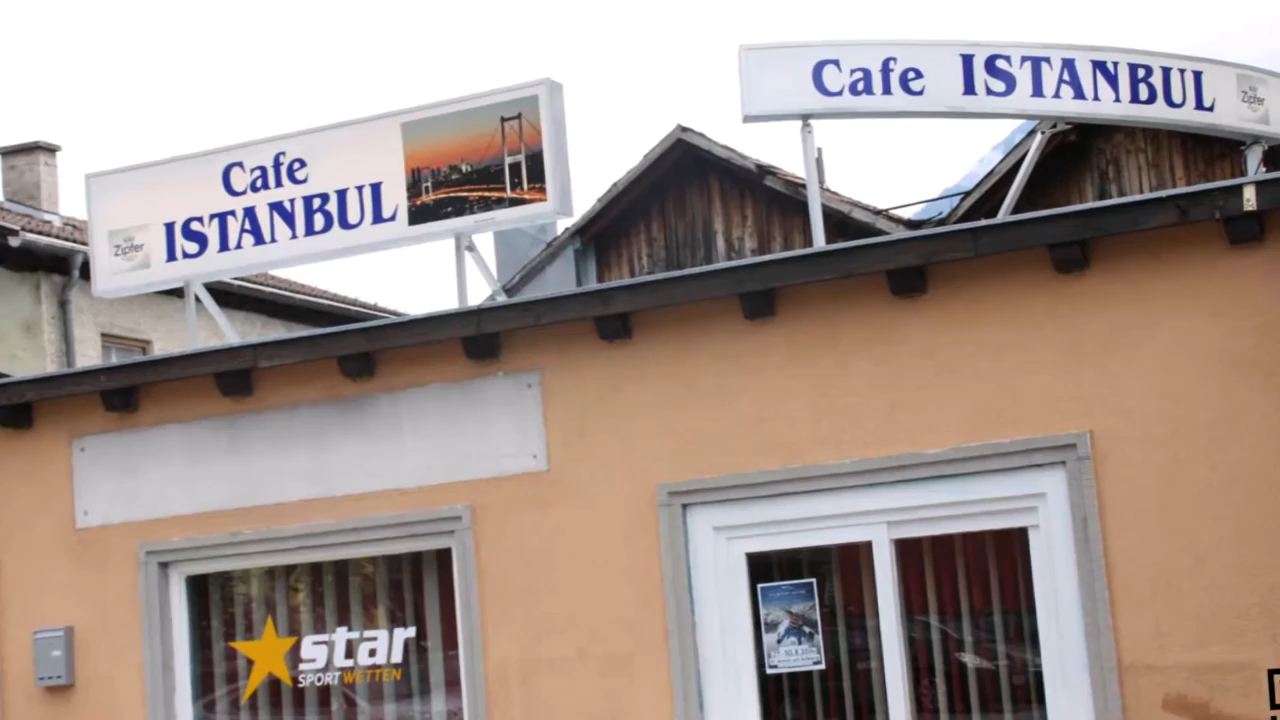 Cafe
ISTANBUL
Zipfer
Cafe ISTANBUL
Zipfer
star
SPORTWETTEN